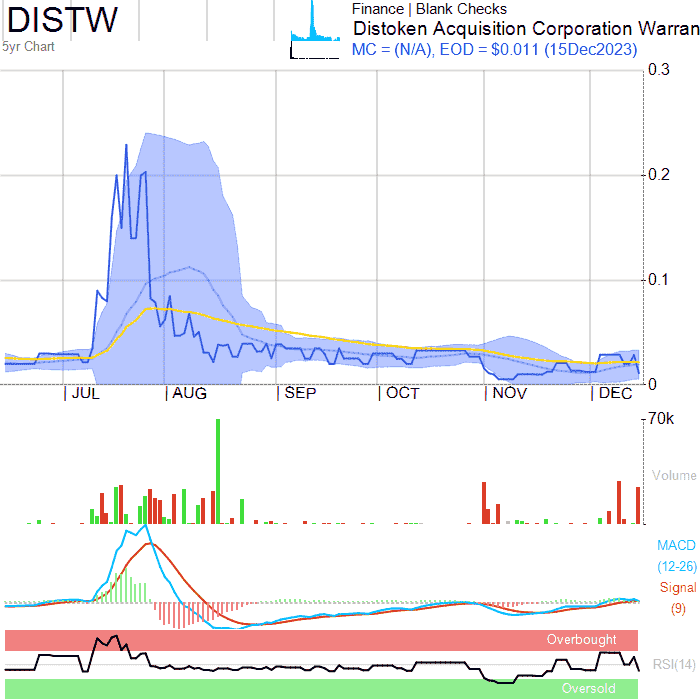 DISTW
5yr Chart
Finance | Blank Checks
Distoken Acquisition Corporation Warran
MC = (N/A), EOD = $0.011 (15Dec2023)
0.3
0.2
0.1
0
JUL AUG SEP OCT NOV DEC
70k
Volume
MACD
(12-26)
Signal
(9)
Overbought
RSI(14)
Oversold